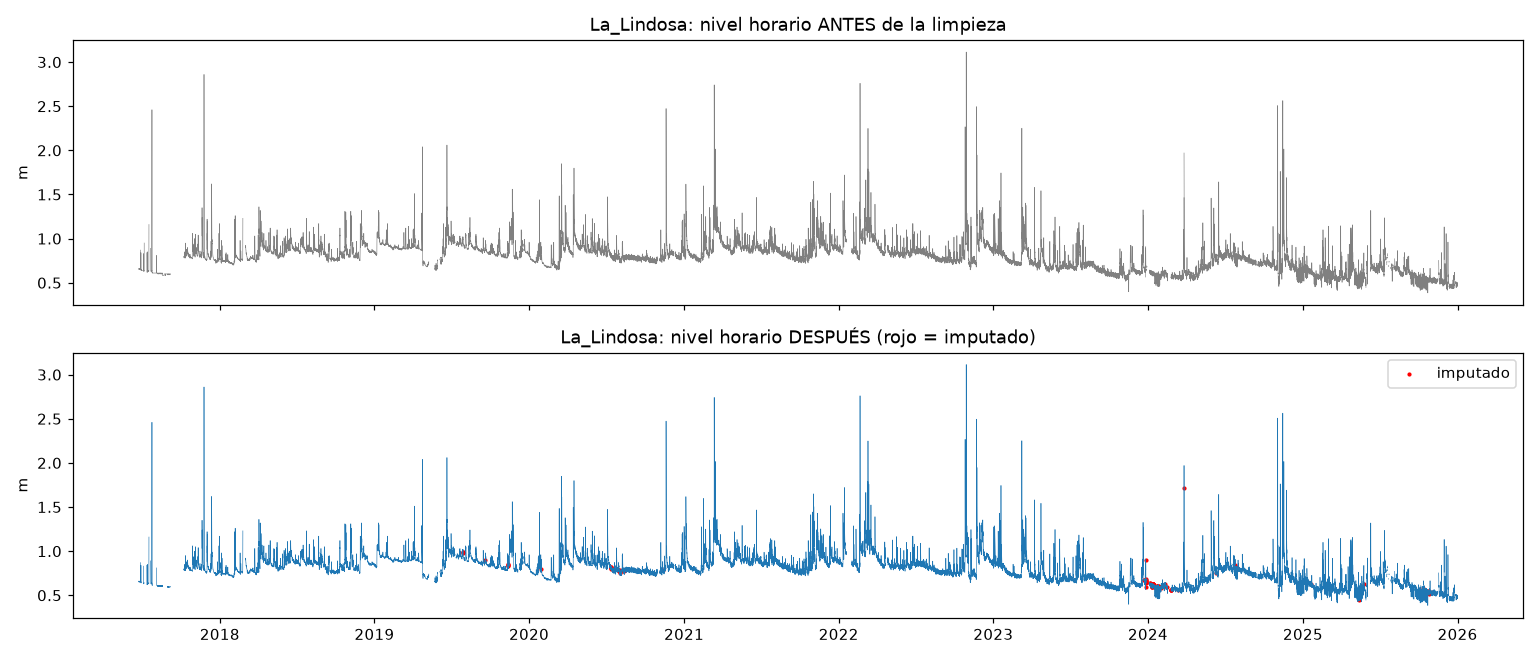 La_Lindosa: nivel horario ANTES de la limpieza
3.0
2.5
2.0
1.5
1.0
0.5
m
La_Lindosa: nivel horario DESPUÉS (rojo = imputado)
imputado
3.0
2.5
2.0
1.5
1.0
0.5
m
2018 2019 2020 2021 2022 2023 2024 2025 2026